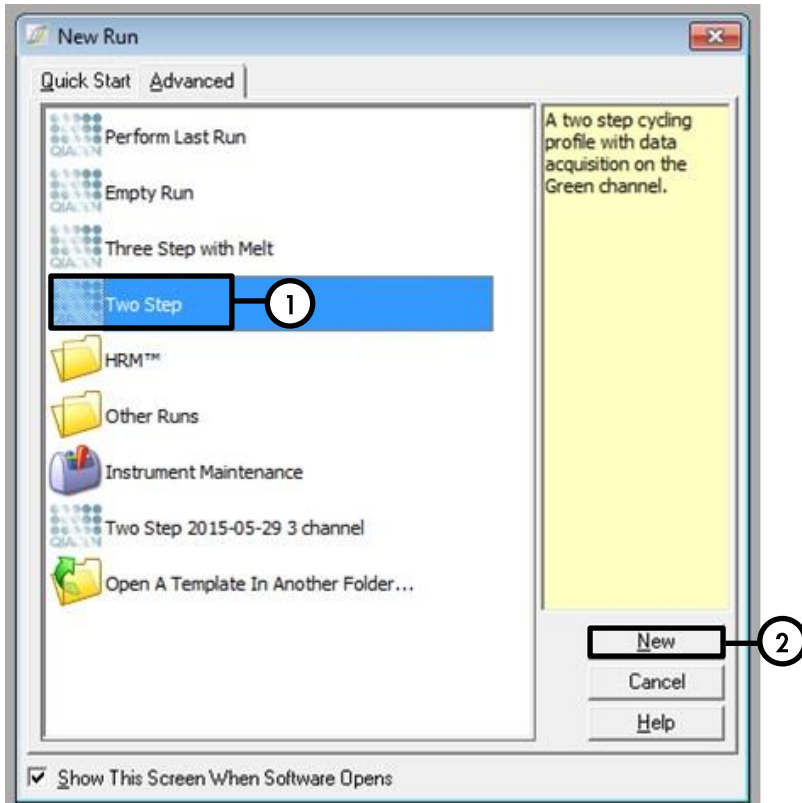 New Run
Quick Start Advanced
Perform Last Run
Empty Run
Three Step with Melt
Two Step
1
HRM™
Other Runs
Instrument Maintenance
Two Step 2015-05-29 3 channel
Open A Template In Another Folder...
A two step cycling
profile with data
acquisition on the
Green channel.
New
2
Cancel
Help
Show This Screen When Software Opens